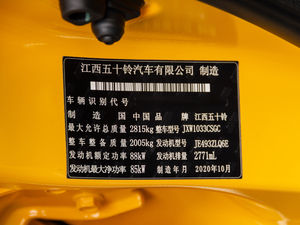 江西五十铃汽车有限公司 制造
车辆识别代号
制造国 中国 品牌 江西五十铃
最大允许总质量 2815kg 整车型号 JXW1033CSGC
整车整备质量 2005kg 发动机型号 JE493ZLQ6E
发动机额定功率 88kW 发动机排量 2771mL
发动机最大净功率 85kW 制造年月 2020年10月